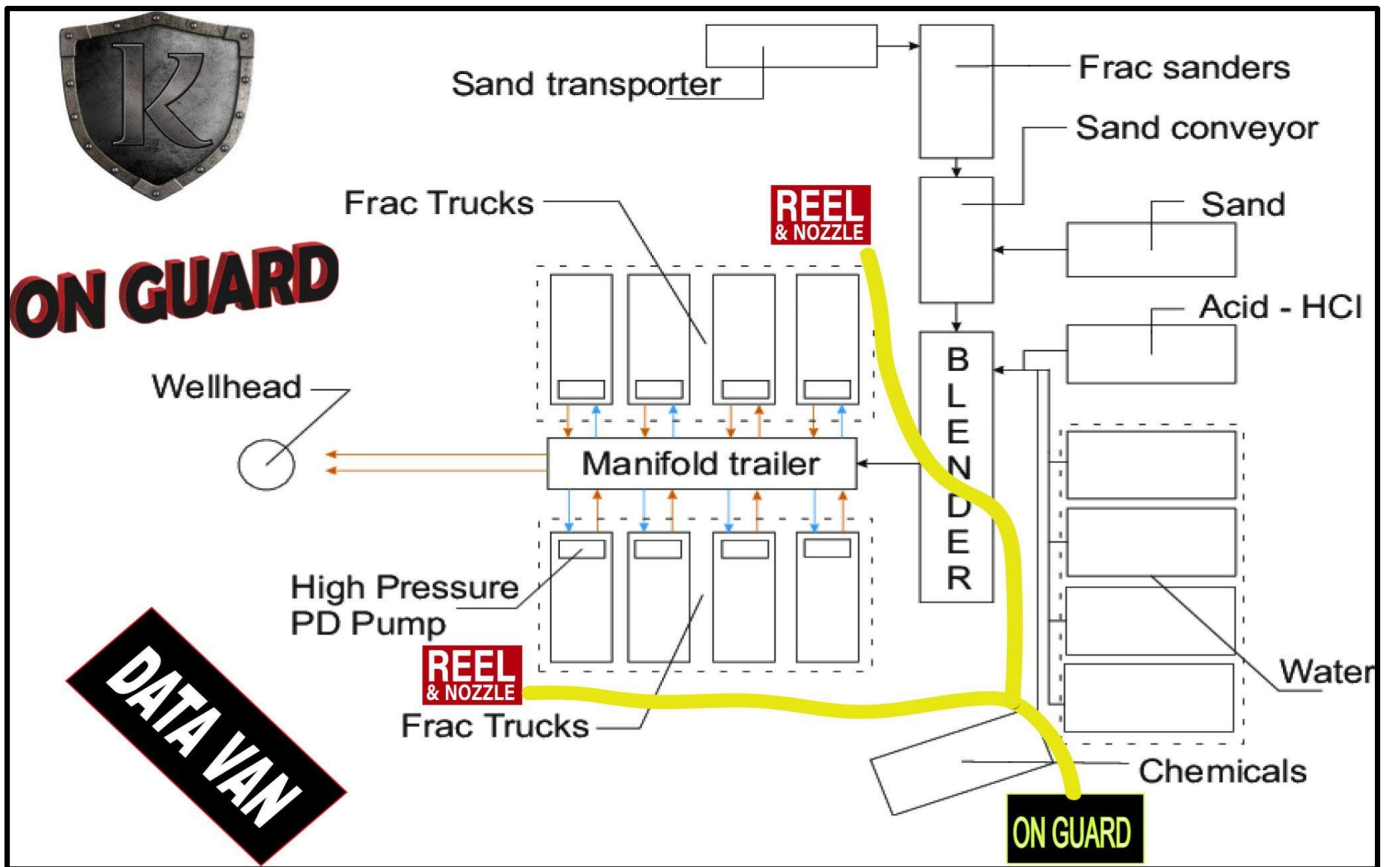 K
Sand transporter
Frac sanders
Sand conveyor
Frac Trucks
REEL
& NOZZLE
Sand
ON GUARD
Acid - HCl
Wellhead
B
L
E
N
D
E
R
Manifold trailer
High Pressure
PD Pump
REEL
& NOZZLE
Frac Trucks
Water
DATA VAN
Chemicals
ON GUARD